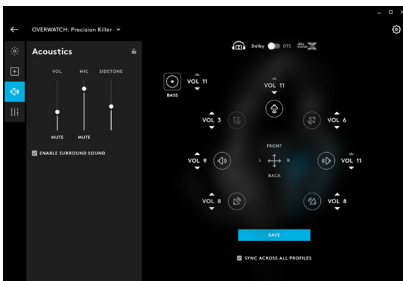 OVERWATCH: Precision Killer
Acoustics
VOL MIC SIDETONE
MUTE MUTE
ENABLE SURROUND SOUND
Dolby DTS
BASS
VOL 11
VOL 11
VOL 3
VOL 6
FRONT
VOL 9
L R
VOL 11
BACK
VOL 8
VOL 8
SAVE
SYNC ACROSS ALL PROFILES